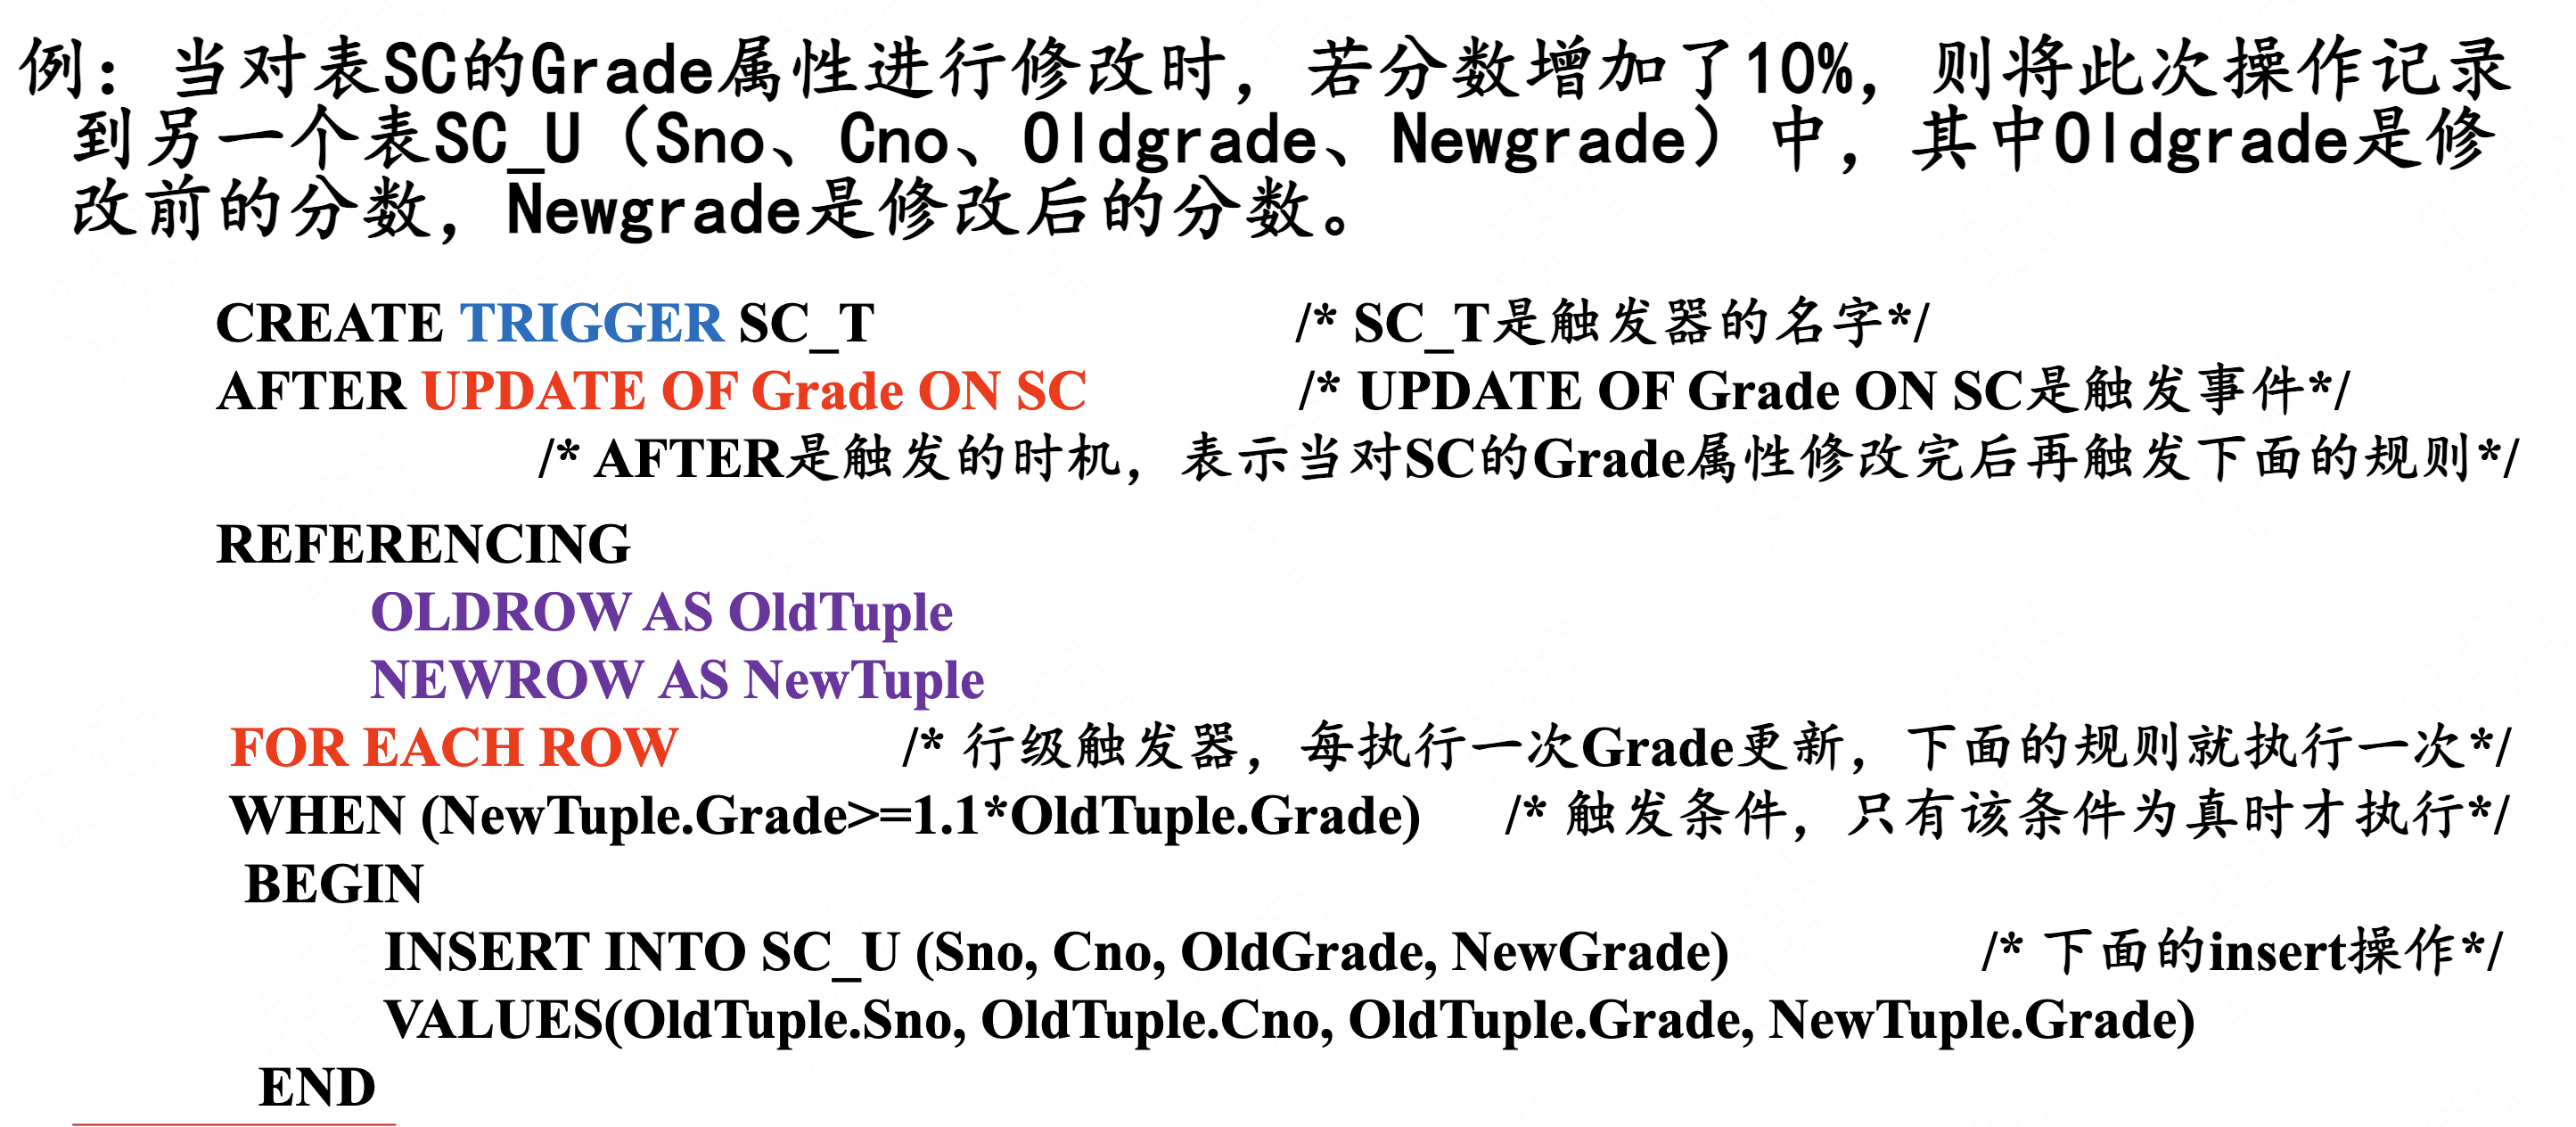 例：当对表SC的Grade属性进行修改时，若分数增加了10%，则将此次操作记录
到另一个表SC_U（Sno、Cno、Oldgrade、Newgrade）中，其中Oldgrade是修
改前的分数，Newgrade是修改后的分数。
CREATE TRIGGER SC_T /* SC_T是触发器的名字*/
AFTER UPDATE OF Grade ON SC /* UPDATE OF Grade ON SC是触发事件*/
/* AFTER是触发的时机，表示当对SC的Grade属性修改完后再触发下面的规则*/
REFERENCING
OLDROW AS OldTuple
NEWROW AS NewTuple
FOR EACH ROW /* 行级触发器，每执行一次Grade更新，下面的规则就执行一次*/
WHEN (NewTuple.Grade>=1.1*OldTuple.Grade) /* 触发条件，只有该条件为真时才执行*/
BEGIN
INSERT INTO SC_U (Sno, Cno, OldGrade, NewGrade) /* 下面的insert操作*/
VALUES(OldTuple.Sno, OldTuple.Cno, OldTuple.Grade, NewTuple.Grade)
END